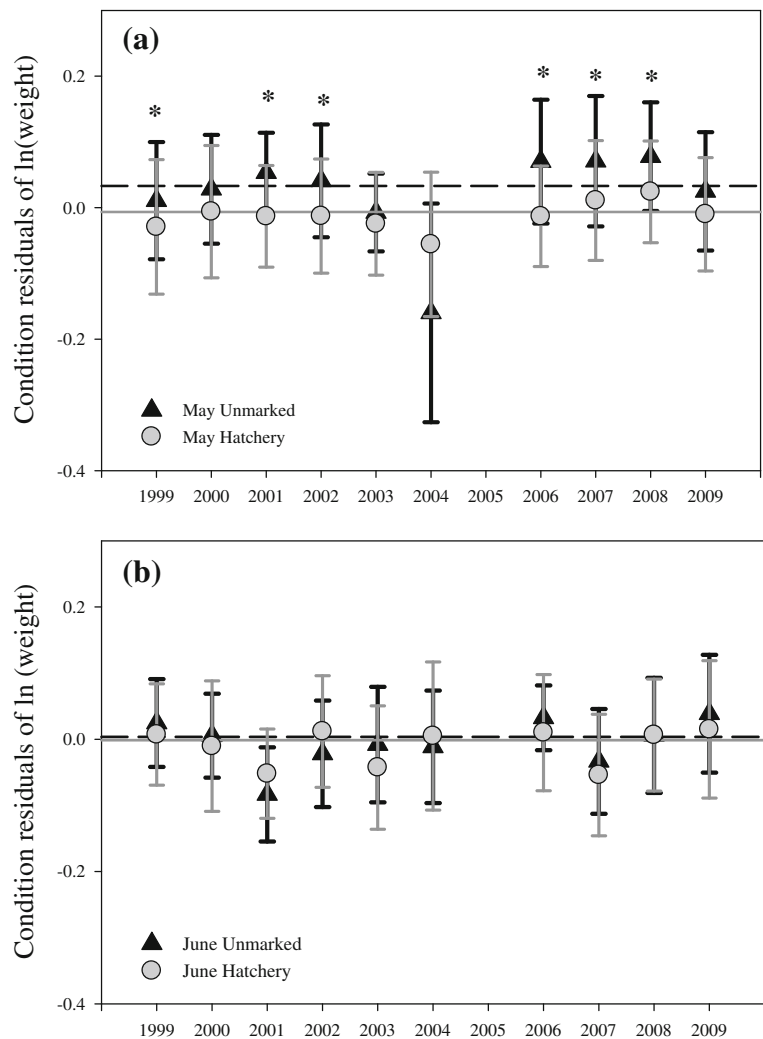 (a)
Condition residuals of ln(weight)
0.2
0.0
-0.2
-0.4
* * * * * *
May Unmarked
May Hatchery
1999 2000 2001 2002 2003 2004 2005 2006 2007 2008 2009
(b)
Condition residuals of ln (weight)
0.2
0.0
-0.2
-0.4
June Unmarked
June Hatchery
1999 2000 2001 2002 2003 2004 2005 2006 2007 2008 2009